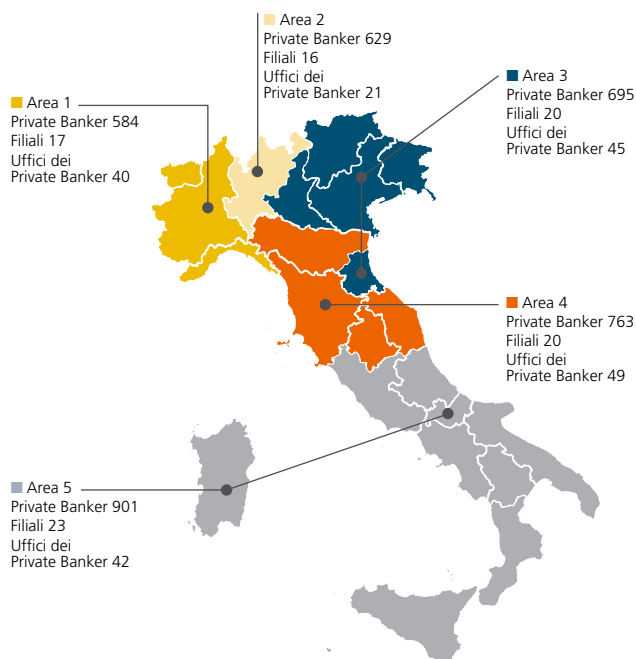 Area 1
Private Banker 584
Filiali 17
Uffici dei
Private Banker 40
Area 2
Private Banker 629
Filiali 16
Uffici dei
Private Banker 21
Area 3
Private Banker 695
Filiali 20
Uffici dei
Private Banker 45
Area 4
Private Banker 763
Filiali 20
Uffici dei
Private Banker 49
Area 5
Private Banker 901
Filiali 23
Uffici dei
Private Banker 42